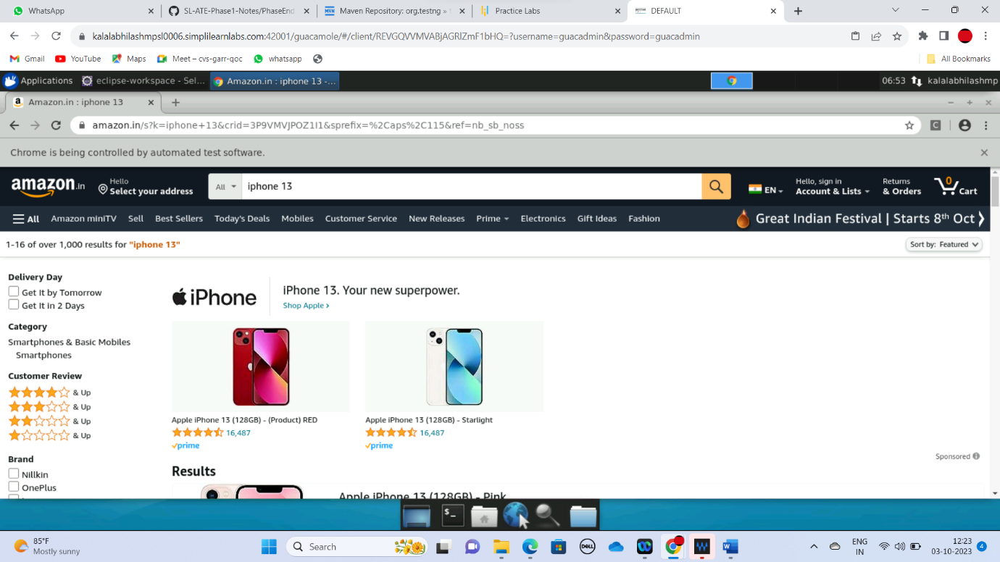 WhatsApp
SL-ATE-Phase1-Notes/PhaseEnd
Maven Repository: org.testng » t
Practice Labs
DEFAULT
kalalabhilashmpsl0006.simplilearnlabs.com:42001/guacamole/#/client/REVGQVVMVABjAGRlZmF1bHQ=?username=guacadmin&password=guacadmin
Gmail
YouTube
Maps
Meet – cvs-garr-qoc
whatsapp
All Bookmarks
Applications
eclipse-workspace - Sel...
Amazon.in : iphone 13 -...
06:53
kalalabhilashmp
Amazon.in : iphone 13
amazon.in/s?k=iphone+13&crid=3P9VMVJPOZ1I1&sprefix=%2Caps%2C115&ref=nb_sb_noss
Chrome is being controlled by automated test software.
amazon.in
Hello
Select your address
All
iphone 13
EN
Hello, sign in
Account & Lists
Returns
& Orders
0
Cart
All
Amazon miniTV
Sell
Best Sellers
Today's Deals
Mobiles
Customer Service
New Releases
Prime
Electronics
Gift Ideas
Fashion
Great Indian Festival | Starts 8th Oct
1-16 of over 1,000 results for "iphone 13"
Sort by: Featured
Delivery Day
Get It by Tomorrow
Get It in 2 Days
Category
Smartphones & Basic Mobiles
Smartphones
Customer Review
& Up
& Up
& Up
& Up
Brand
Nillkin
OnePlus
iPhone
iPhone 13. Your new superpower.
Shop Apple ›
Apple iPhone 13 (128GB) - (Product) RED
16,487
prime
Apple iPhone 13 (128GB) - Starlight
16,487
prime
Sponsored
Results
Apple iPhone 13 (128GB) - Pink
85°F
Mostly sunny
Search
DELL
ENG
IN
12:23
03-10-2023
4